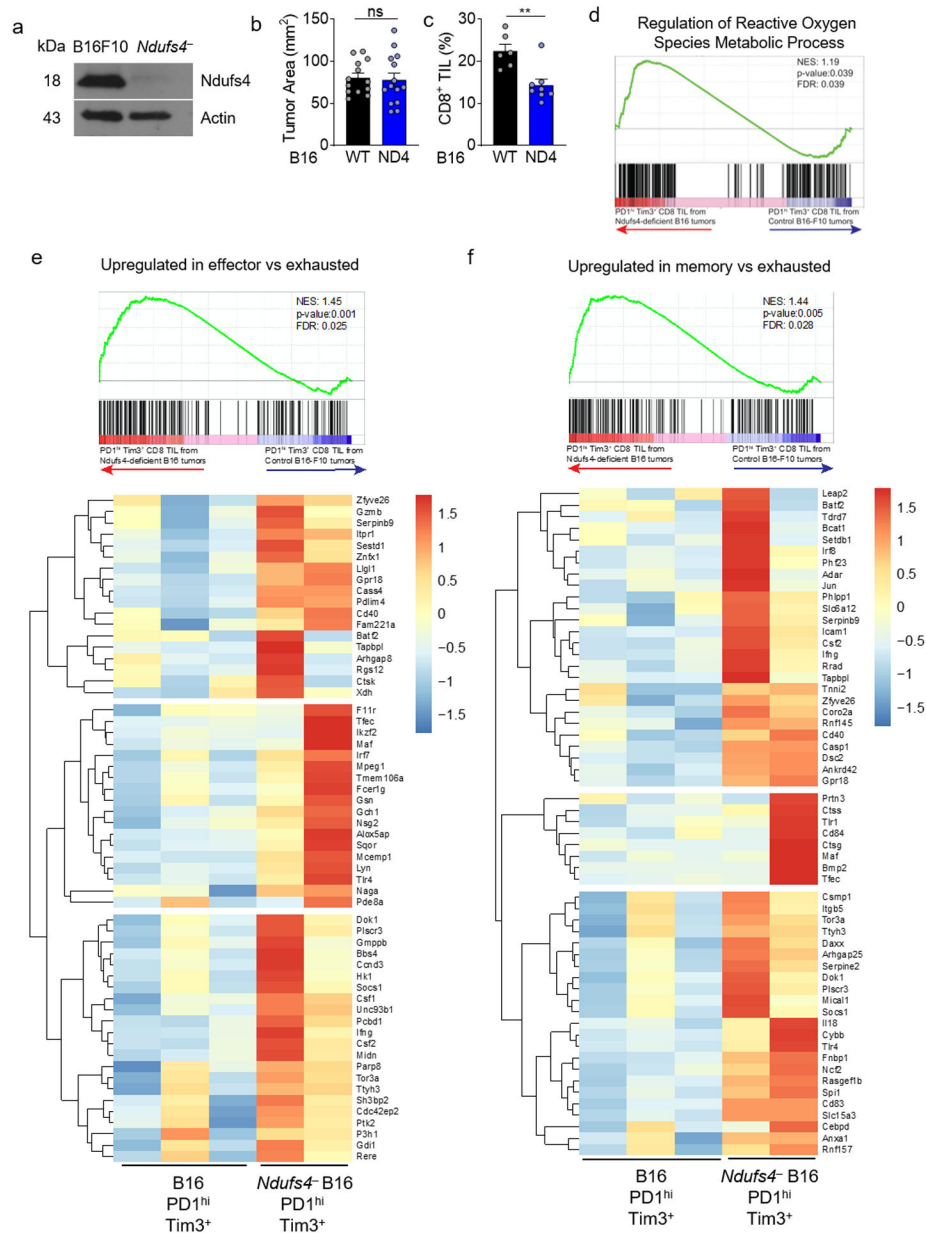 a
kDa B16F10 Ndufs4⁻
18 Ndufs4
43 Actin
b
ns
Tumor Area (mm²)
150
100
50
0
B16 WT ND4
c
**
CD8⁺ TIL (%)
30
20
10
0
B16 WT ND4
d
Regulation of Reactive Oxygen
Species Metabolic Process
NES: 1.19
p-value:0.039
FDR: 0.039
PD1ʰⁱ Tim3⁺ CD8 TIL from
Ndufs4-deficient B16 tumors
PD1ʰⁱ Tim3⁺ CD8 TIL from
Control B16-F10 tumors
e
Upregulated in effector vs exhausted
NES: 1.45
p-value:0.001
FDR: 0.025
PD1ʰⁱ Tim3⁺ CD8 TIL from
Ndufs4-deficient B16 tumors
PD1ʰⁱ Tim3⁺ CD8 TIL from
Control B16-F10 tumors
Zfyve26
Gzmb
Serpinb9
Itpr1
Sestd1
Znfx1
Llgl1
Gpr18
Cass4
Pdlim4
Cd40
Fam221a
Batf2
Tapbpl
Arhgap8
Rgs12
Ctsk
Xdh
F11r
Tfec
Ikzf2
Maf
Irf7
Mpeg1
Tmem106a
Fcer1g
Gsn
Gch1
Nsg2
Alox5ap
Sqor
Mcemp1
Lyn
Tlr4
Naga
Pde8a
Dok1
Plscr3
Gmppb
Bbs4
Ccnd3
Hk1
Socs1
Csf1
Unc93b1
Pcbd1
Ifng
Csf2
Midn
Parp8
Tor3a
Ttyh3
Sh3bp2
Cdc42ep2
Ptk2
P3h1
Gdi1
Rere
1.5
1
0.5
0
−0.5
−1
−1.5
B16
PD1ʰⁱ
Tim3⁺
Ndufs4⁻ B16
PD1ʰⁱ
Tim3⁺
f
Upregulated in memory vs exhausted
NES: 1.44
p-value:0.005
FDR: 0.028
PD1ʰⁱ Tim3⁺ CD8 TIL from
Ndufs4-deficient B16 tumors
PD1ʰⁱ Tim3⁺ CD8 TIL from
Control B16-F10 tumors
Leap2
Batf2
Tdrd7
Bcat1
Setdb1
Irf8
Phf23
Adar
Jun
Phlpp1
Slc6a12
Serpinb9
Icam1
Csf2
Ifng
Rrad
Tapbpl
Tnni2
Zfyve26
Coro2a
Rnf145
Cd40
Casp1
Dsc2
Ankrd42
Gpr18
Prtn3
Ctss
Tlr1
Cd84
Ctsg
Maf
Bmp2
Tfec
Csmp1
Itgb5
Tor3a
Ttyh3
Daxx
Arhgap25
Serpine2
Dok1
Plscr3
Mical1
Socs1
Il18
Cybb
Tlr4
Fnbp1
Ncf2
Rasgef1b
Spi1
Cd83
Slc15a3
Cebpd
Anxa1
Rnf157
1.5
1
0.5
0
−0.5
−1
−1.5
B16
PD1ʰⁱ
Tim3⁺
Ndufs4⁻ B16
PD1ʰⁱ
Tim3⁺